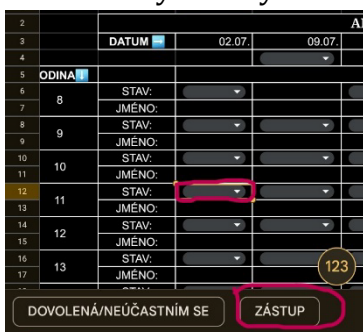 2 A
3 DATUM ➡ 02.07. 09.07.
4
5 ODINA⬇
6 8 STAV:
7 JMÉNO:
8 9 STAV:
9 JMÉNO:
10 10 STAV:
11 JMÉNO:
12 11 STAV:
13 JMÉNO:
14 12 STAV:
15 JMÉNO:
16 13 STAV:
17 JMÉNO:
123
DOVOLENÁ/NEÚČASTNÍM SE ZÁSTUP